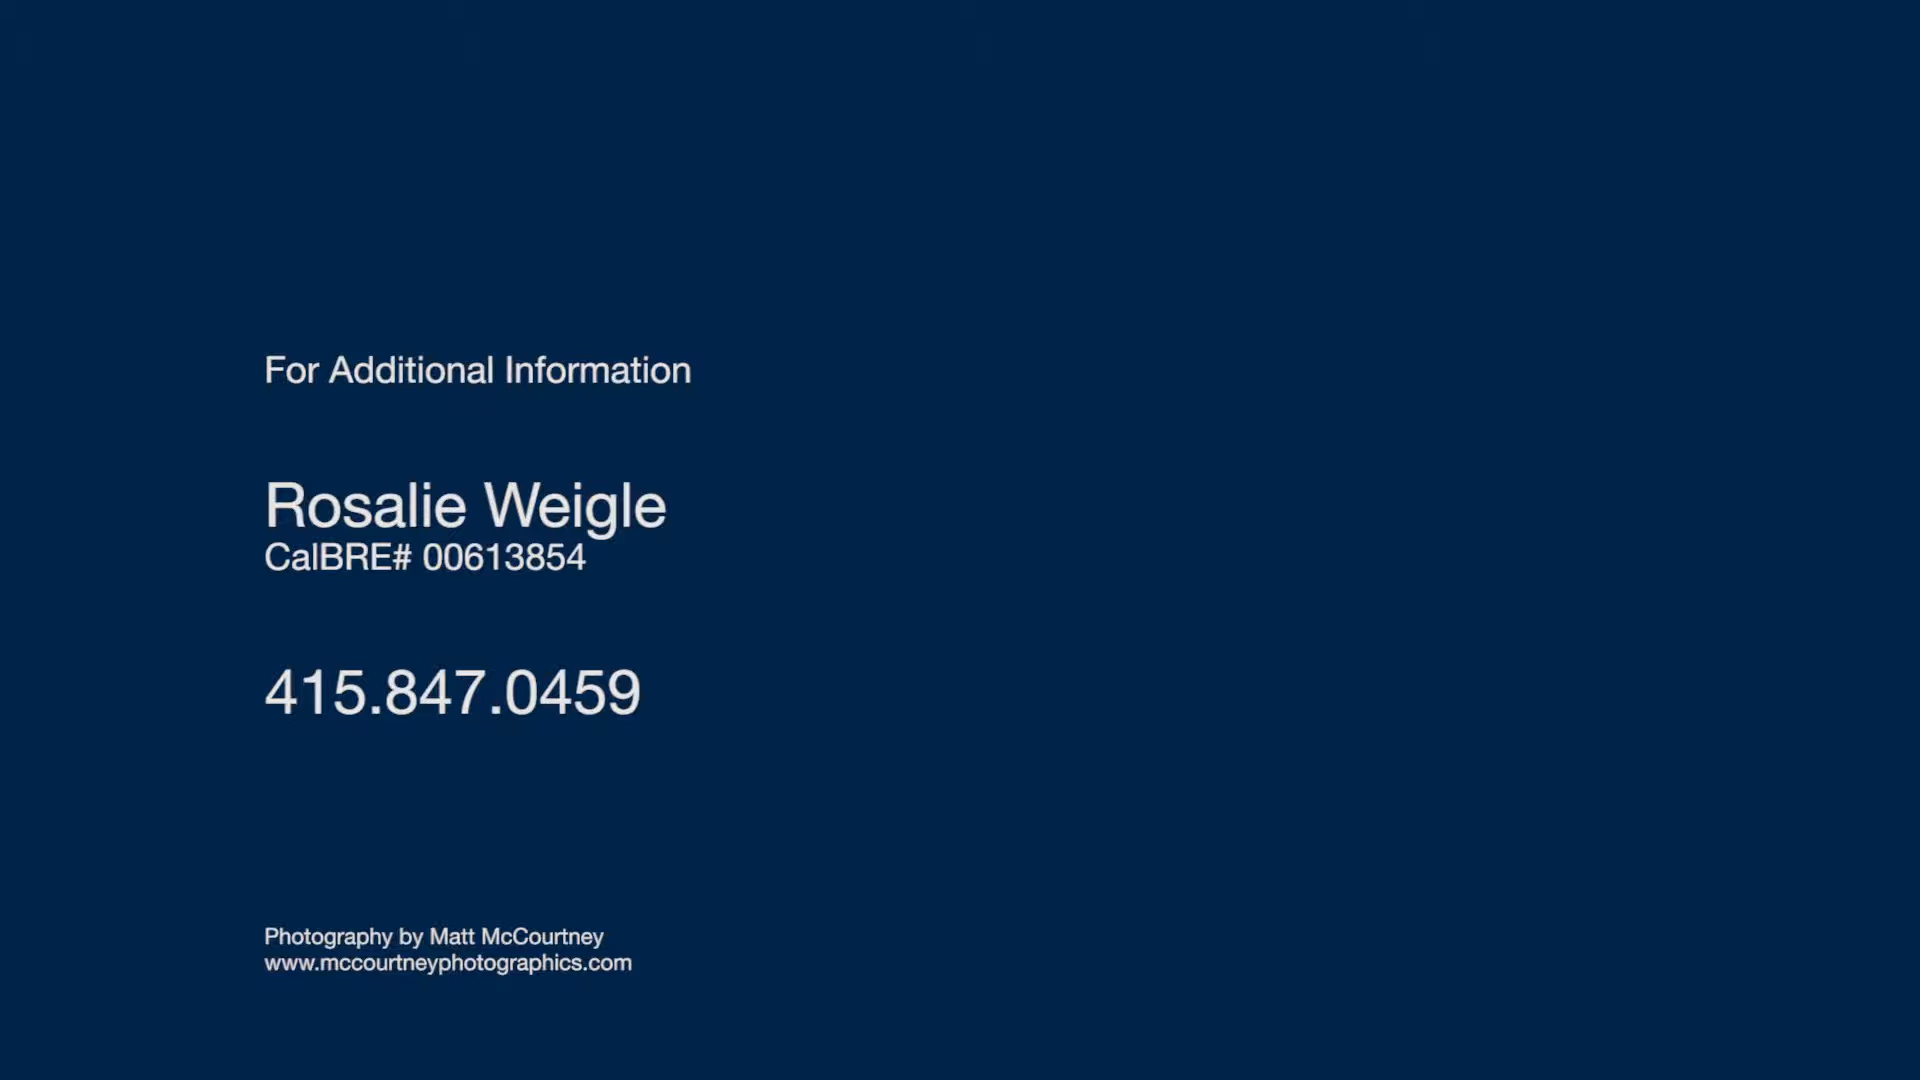 For Additional Information
Rosalie Weigle
CalBRE# 00613854
415.847.0459
Photography by Matt McCourtney
www.mccourtneyphotographics.com